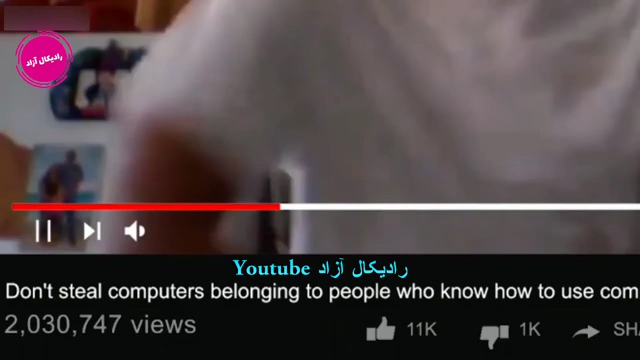 رادیکال آزاد
رادیکال آزاد Youtube
Don't steal computers belonging to people who know how to use com
2,030,747 views
11K
1K
SHA